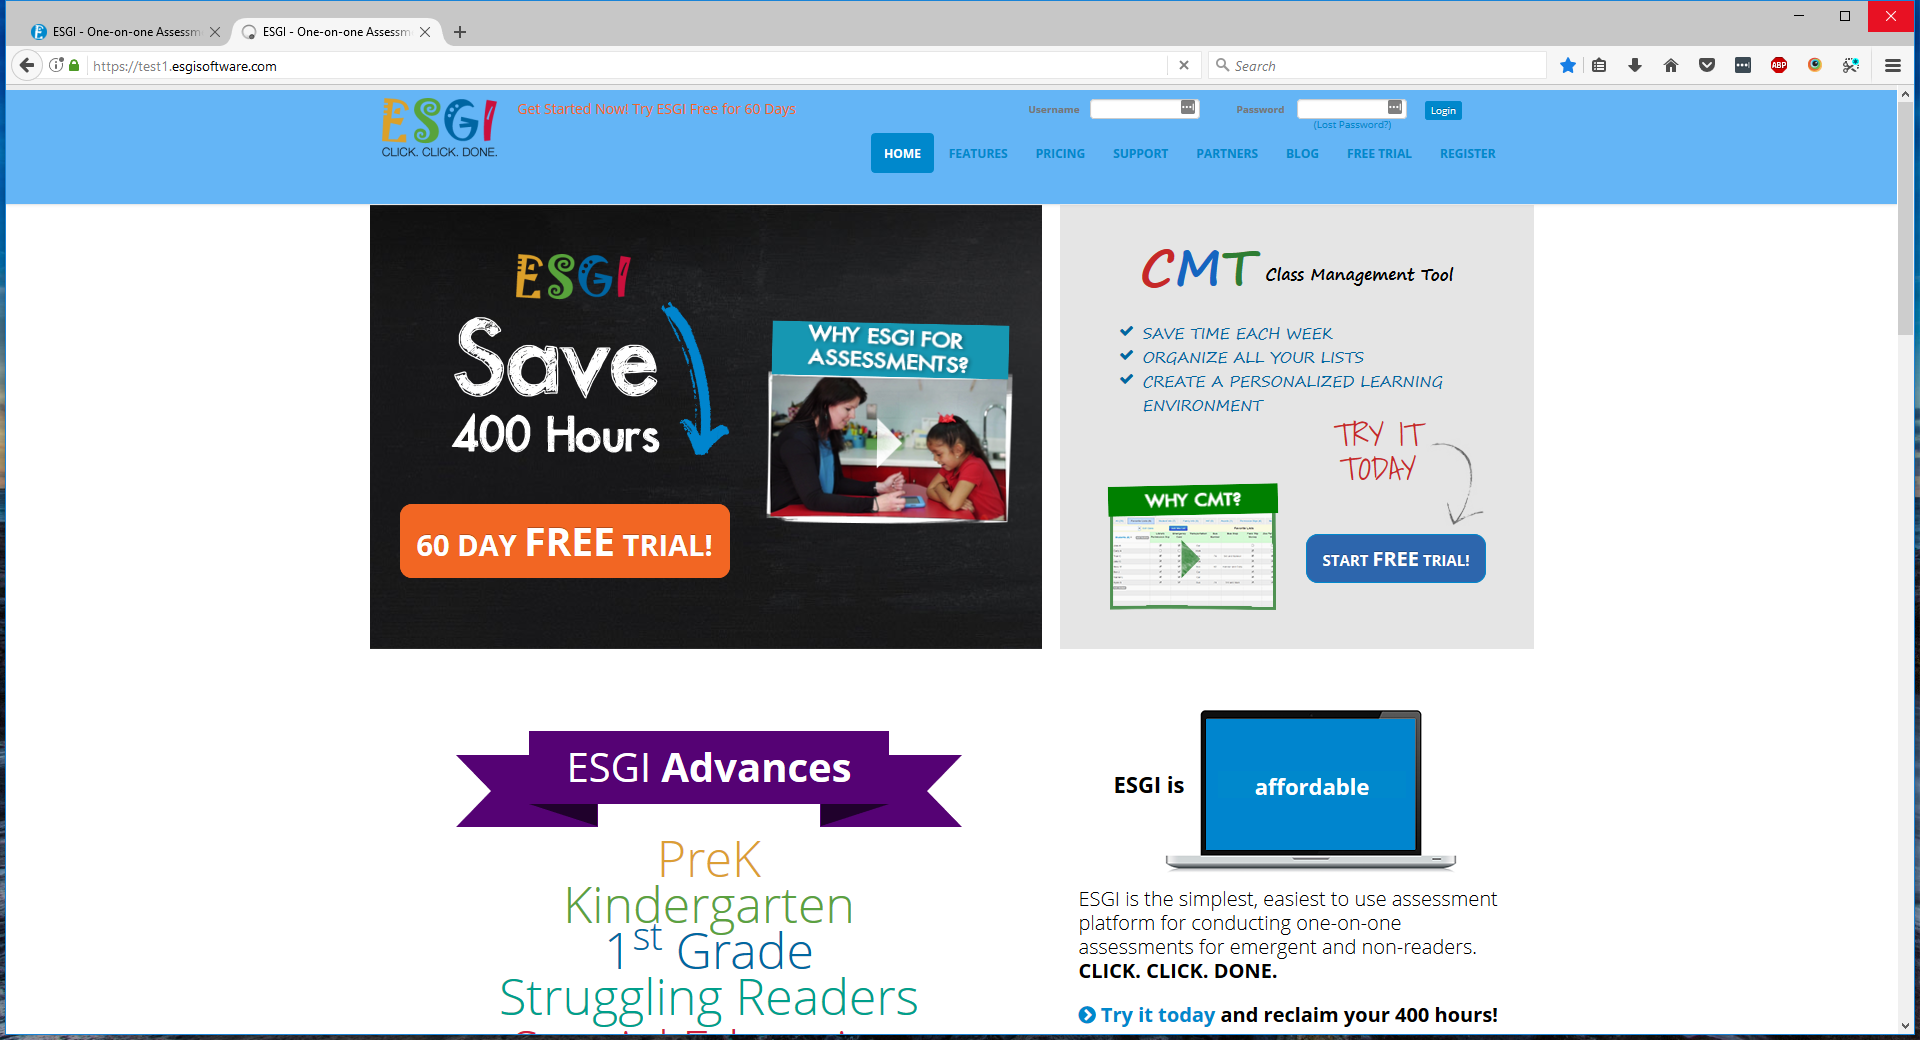 ESGI - One-on-one Assessm
ESGI - One-on-one Assessm
https://test1.esgisoftware.com
Search
ABP
ESGI
CLICK. CLICK. DONE.
Get Started Now! Try ESGI Free for 60 Days
Username
Password
Login
(Lost Password?)
HOME
FEATURES
PRICING
SUPPORT
PARTNERS
BLOG
FREE TRIAL
REGISTER
ESGI
Save
400 Hours
WHY ESGI FOR
ASSESSMENTS?
60 DAY FREE TRIAL!
CMT Class Management Tool
SAVE TIME EACH WEEK
ORGANIZE ALL YOUR LISTS
CREATE A PERSONALIZED LEARNING
ENVIRONMENT
TRY IT
TODAY
WHY CMT?
START FREE TRIAL!
ESGI Advances
PreK
Kindergarten
1st Grade
Struggling Readers
ESGI is
affordable
ESGI is the simplest, easiest to use assessment
platform for conducting one-on-one
assessments for emergent and non-readers.
CLICK. CLICK. DONE.
Try it today and reclaim your 400 hours!